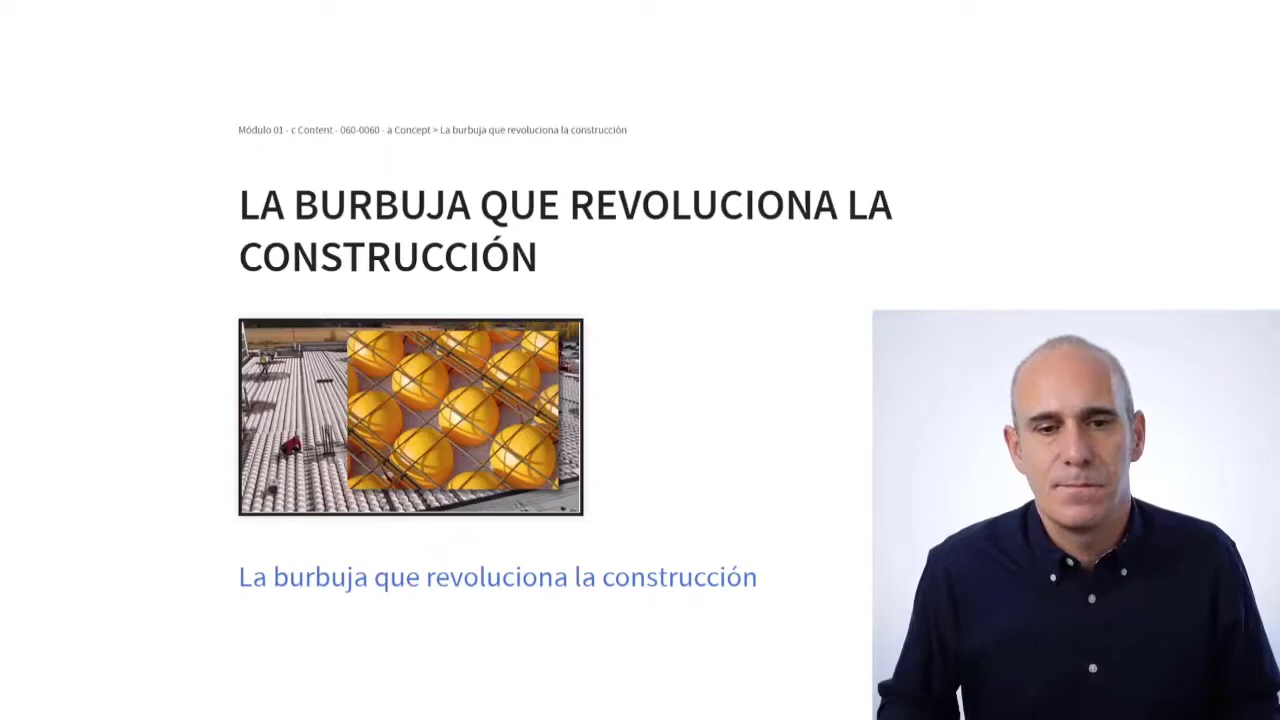 Módulo 01 - c Content - 060-0060 - a Concept > La burbuja que revoluciona la construcción
LA BURBUJA QUE REVOLUCIONA LA
CONSTRUCCIÓN
La burbuja que revoluciona la construcción